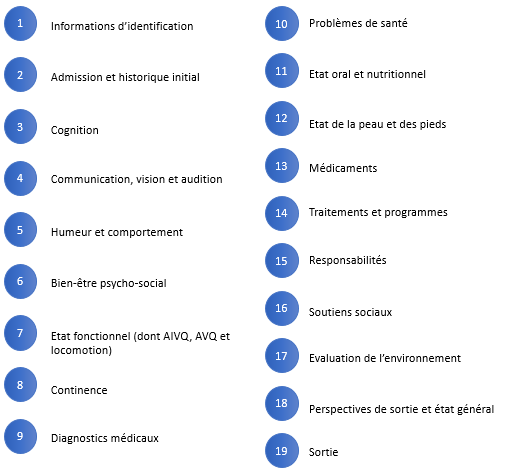 1 Informations d’identification
2 Admission et historique initial
3 Cognition
4 Communication, vision et audition
5 Humeur et comportement
6 Bien-être psycho-social
7 Etat fonctionnel (dont AIVQ, AVQ et
locomotion)
8 Continence
9 Diagnostics médicaux
10 Problèmes de santé
11 Etat oral et nutritionnel
12 Etat de la peau et des pieds
13 Médicaments
14 Traitements et programmes
15 Responsabilités
16 Soutiens sociaux
17 Evaluation de l’environnement
18 Perspectives de sortie et état général
19 Sortie